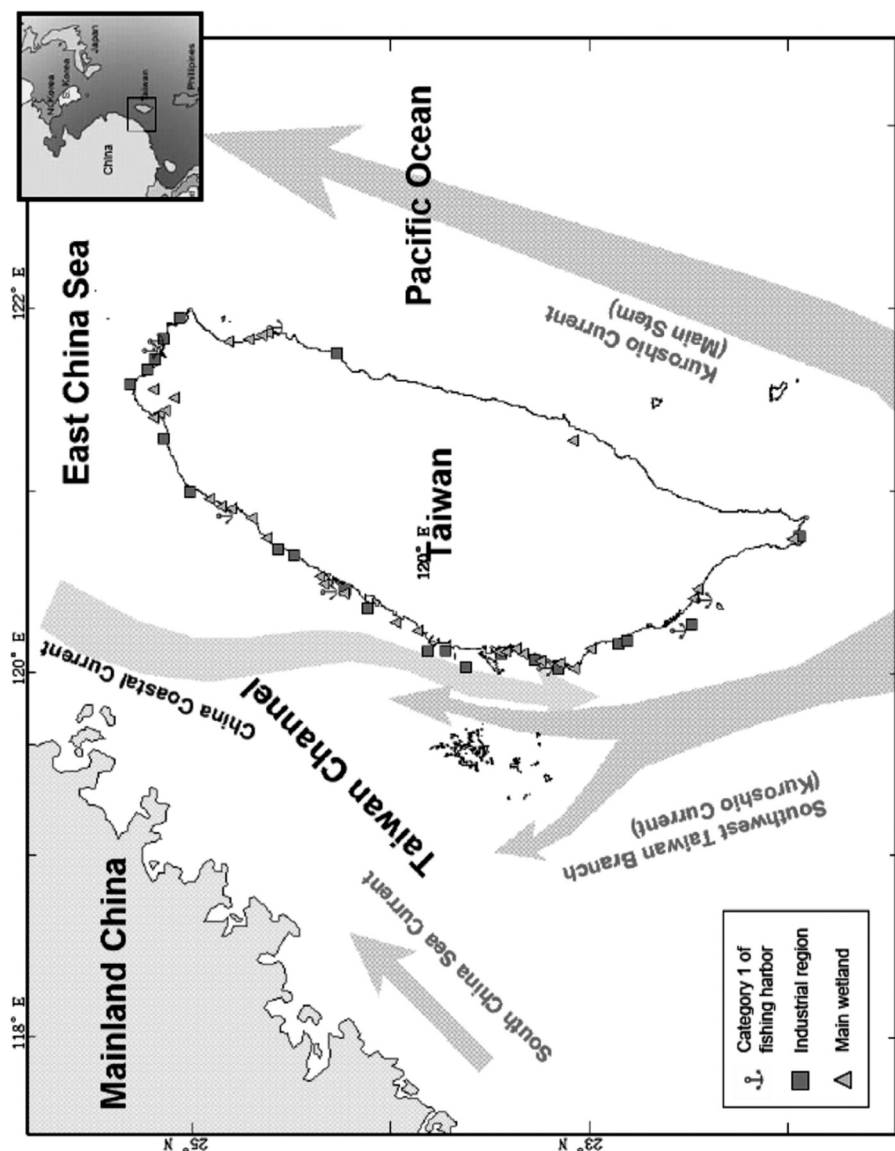 N. Korea
S. Korea
Japan
China
Taiwan
Phillipines
118° E
120° E
122° E
Mainland China
East China Sea
China Coastal Current
Taiwan Channel
120° E
Taiwan
Pacific Ocean
South China Sea Current
Southwest Taiwan Branch
(Kuroshio Current)
Kuroshio Current
(Main Stem)
25° N
23° N
Category 1 of
fishing harbor
Industrial region
Main wetland